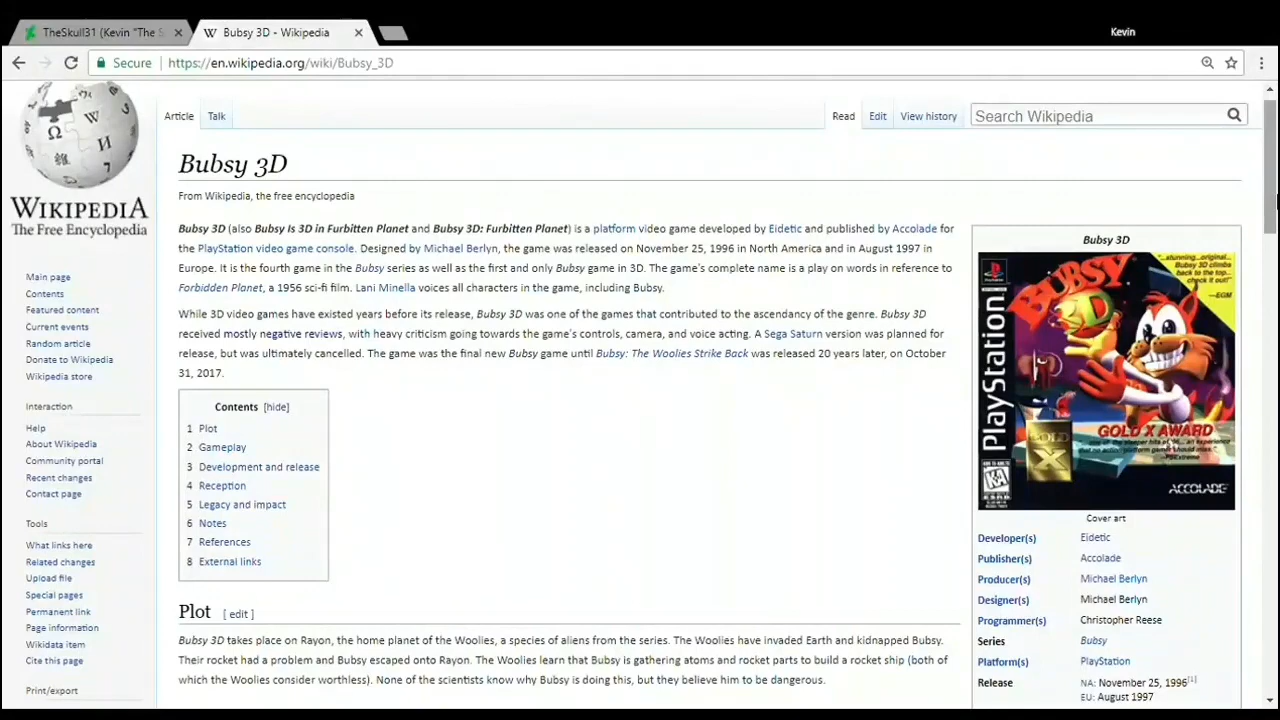 TheSkull31 (Kevin "The S
Bubsy 3D - Wikipedia
Kevin
Secure
https://en.wikipedia.org/wiki/Bubsy_3D
WIKIPEDIA
The Free Encyclopedia
Main page
Contents
Featured content
Current events
Random article
Donate to Wikipedia
Wikipedia store
Interaction
Help
About Wikipedia
Community portal
Recent changes
Contact page
Tools
What links here
Related changes
Upload file
Special pages
Permanent link
Page information
Wikidata item
Cite this page
Print/export
Article Talk
Read Edit View history
Search Wikipedia
Bubsy 3D
From Wikipedia, the free encyclopedia
Bubsy 3D (also Bubsy Is 3D in Furbitten Planet and Bubsy 3D: Furbitten Planet) is a platform video game developed by Eidetic and published by Accolade for
the PlayStation video game console. Designed by Michael Berlyn, the game was released on November 25, 1996 in North America and in August 1997 in
Europe. It is the fourth game in the Bubsy series as well as the first and only Bubsy game in 3D. The game's complete name is a play on words in reference to
Forbidden Planet, a 1956 sci-fi film. Lani Minella voices all characters in the game, including Bubsy.
While 3D video games have existed years before its release, Bubsy 3D was one of the games that contributed to the ascendancy of the genre. Bubsy 3D
received mostly negative reviews, with heavy criticism going towards the game's controls, camera, and voice acting. A Sega Saturn version was planned for
release, but was ultimately cancelled. The game was the final new Bubsy game until Bubsy: The Woolies Strike Back was released 20 years later, on October
31, 2017.
Contents [hide]
1 Plot
2 Gameplay
3 Development and release
4 Reception
5 Legacy and impact
6 Notes
7 References
8 External links
Plot [ edit ]
Bubsy 3D takes place on Rayon, the home planet of the Woolies, a species of aliens from the series. The Woolies have invaded Earth and kidnapped Bubsy.
Their rocket had a problem and Bubsy escaped onto Rayon. The Woolies learn that Bubsy is gathering atoms and rocket parts to build a rocket ship (both of
which the Woolies consider worthless). None of the scientists know why Bubsy is doing this, but they believe him to be dangerous.
Bubsy 3D
PlayStation
BUBSY
3D
"...stunning...original...
Bubsy 3D climbs
back to the top...
check it out!"
—EGM
GOLD X AWARD
GOLD
X
ACCOLADE
Cover art
Developer(s) Eidetic
Publisher(s) Accolade
Producer(s) Michael Berlyn
Designer(s) Michael Berlyn
Programmer(s) Christopher Reese
Series Bubsy
Platform(s) PlayStation
Release NA: November 25, 1996[1]
EU: August 1997